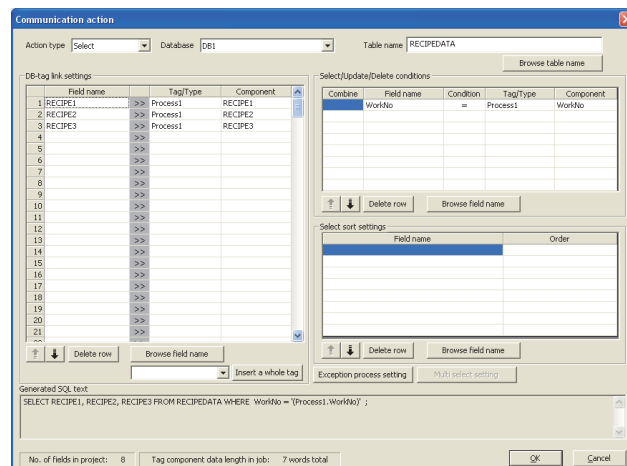 Communication action
Action type Select Database DB1 Table name RECIPEDATA
Browse table name
DB-tag link settings
Field name Tag/Type Component
1 RECIPE1 >> Process1 RECIPE1
2 RECIPE2 >> Process1 RECIPE2
3 RECIPE3 >> Process1 RECIPE3
4 >>
5 >>
6 >>
7 >>
8 >>
9 >>
10 >>
11 >>
12 >>
13 >>
14 >>
15 >>
16 >>
17 >>
18 >>
19 >>
20 >>
21 >>
Delete row Browse field name
Insert a whole tag
Select/Update/Delete conditions
Combine Field name Condition Tag/Type Component
WorkNo = Process1 WorkNo
Delete row Browse field name
Select sort settings
Field name Order
Delete row Browse field name
Exception process setting Multi select setting
Generated SQL text
SELECT RECIPE1, RECIPE2, RECIPE3 FROM RECIPEDATA WHERE WorkNo = '(Process1.WorkNo)' ;
No. of fields in project: 8 Tag component data length in job: 7 words total
OK Cancel